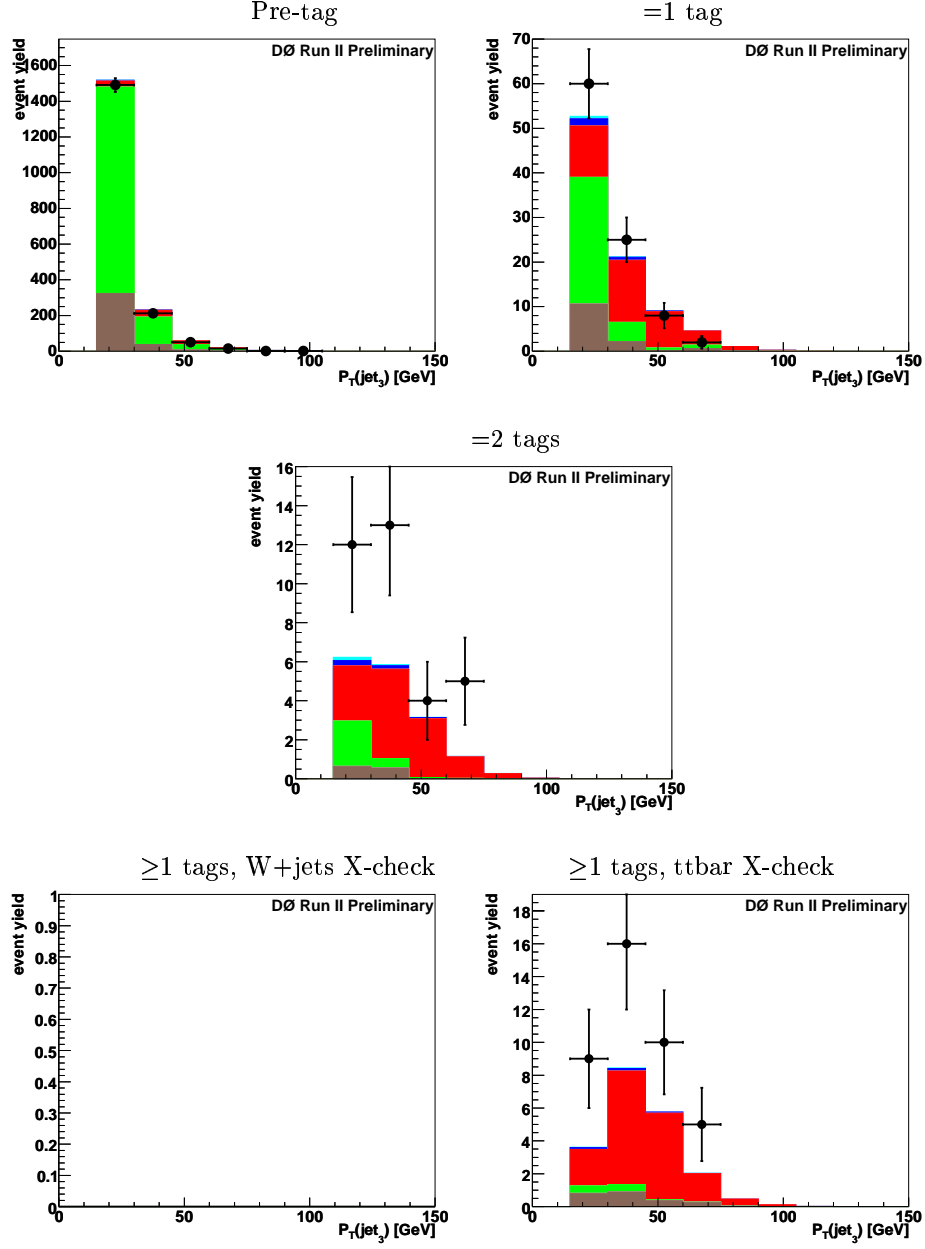 Pre-tag
DØ Run II Preliminary
event yield
1600
1400
1200
1000
800
600
400
200
0
0 50 100 150
P_T(jet_3) [GeV]
=1 tag
DØ Run II Preliminary
event yield
70
60
50
40
30
20
10
0
0 50 100 150
P_T(jet_3) [GeV]
=2 tags
DØ Run II Preliminary
event yield
16
14
12
10
8
6
4
2
0
0 50 100 150
P_T(jet_3) [GeV]
≥1 tags, W+jets X-check
DØ Run II Preliminary
event yield
1
0.9
0.8
0.7
0.6
0.5
0.4
0.3
0.2
0.1
0
0 50 100 150
P_T(jet_3) [GeV]
≥1 tags, ttbar X-check
DØ Run II Preliminary
event yield
18
16
14
12
10
8
6
4
2
0
0 50 100 150
P_T(jet_3) [GeV]